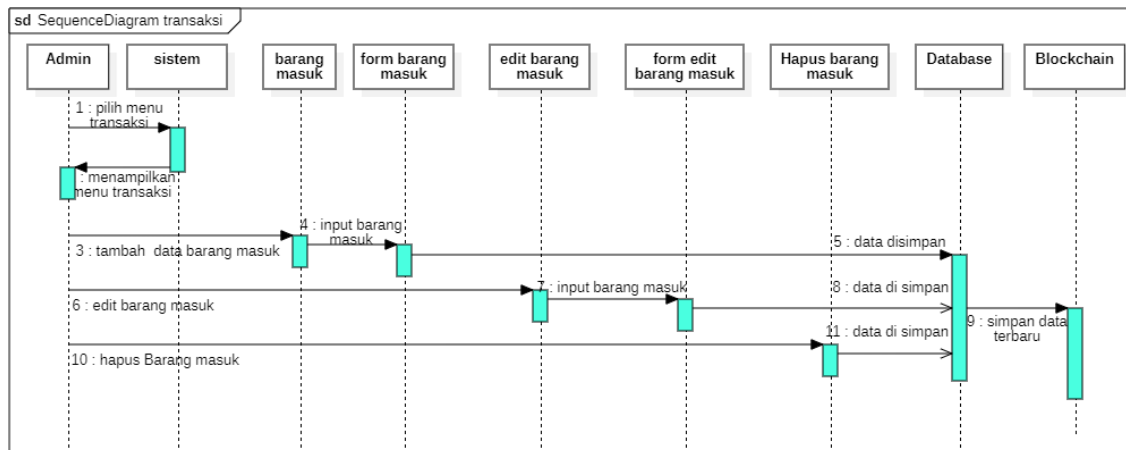 sd SequenceDiagram transaksi
Admin
sistem
barang
masuk
form barang
masuk
edit barang
masuk
form edit
barang masuk
Hapus barang
masuk
Database
Blockchain
1 : pilih menu
transaksi
: menampilkan
menu transaksi
3 : tambah data barang masuk
4 : input barang
masuk
5 : data disimpan
6 : edit barang masuk
7 : input barang masuk
8 : data di simpan
9 : simpan data
terbaru
10 : hapus Barang masuk
11 : data di simpan